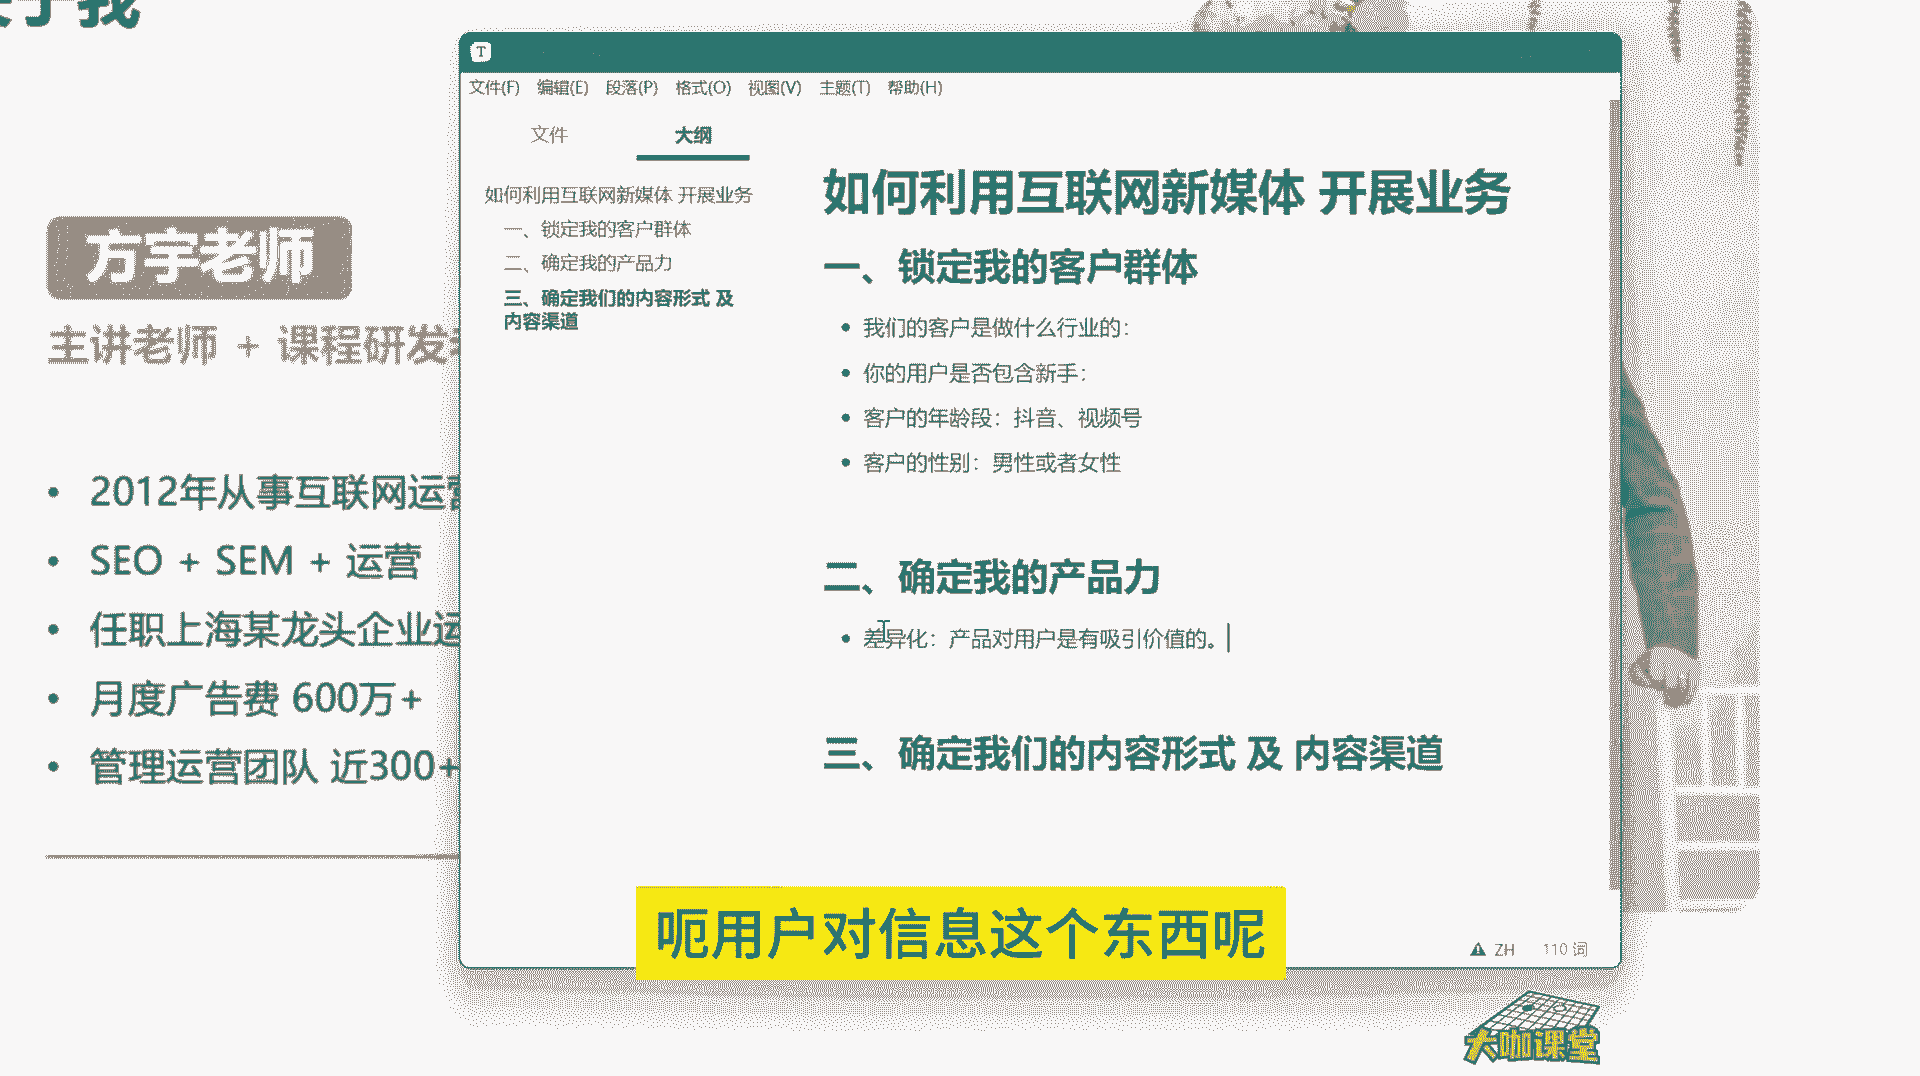 于我
方宇老师
主讲老师 + 课程研发
2012年从事互联网运营
SEO + SEM + 运营
任职上海某龙头企业运
月度广告费 600万+
管理运营团队 近300+
T
文件(F) 编辑(E) 段落(P) 格式(O) 视图(V) 主题(T) 帮助(H)
文件 大纲
如何利用互联网新媒体 开展业务
一、锁定我的客户群体
二、确定我的产品力
三、确定我们的内容形式 及
内容渠道
如何利用互联网新媒体 开展业务
一、锁定我的客户群体
我们的客户是做什么行业的：
你的用户是否包含新手：
客户的年龄段：抖音、视频号
客户的性别：男性或者女性
二、确定我的产品力
差异化：产品对用户是有吸引价值的。
三、确定我们的内容形式 及 内容渠道
呃用户对信息这个东西呢
ZH 110 词
大咖课堂